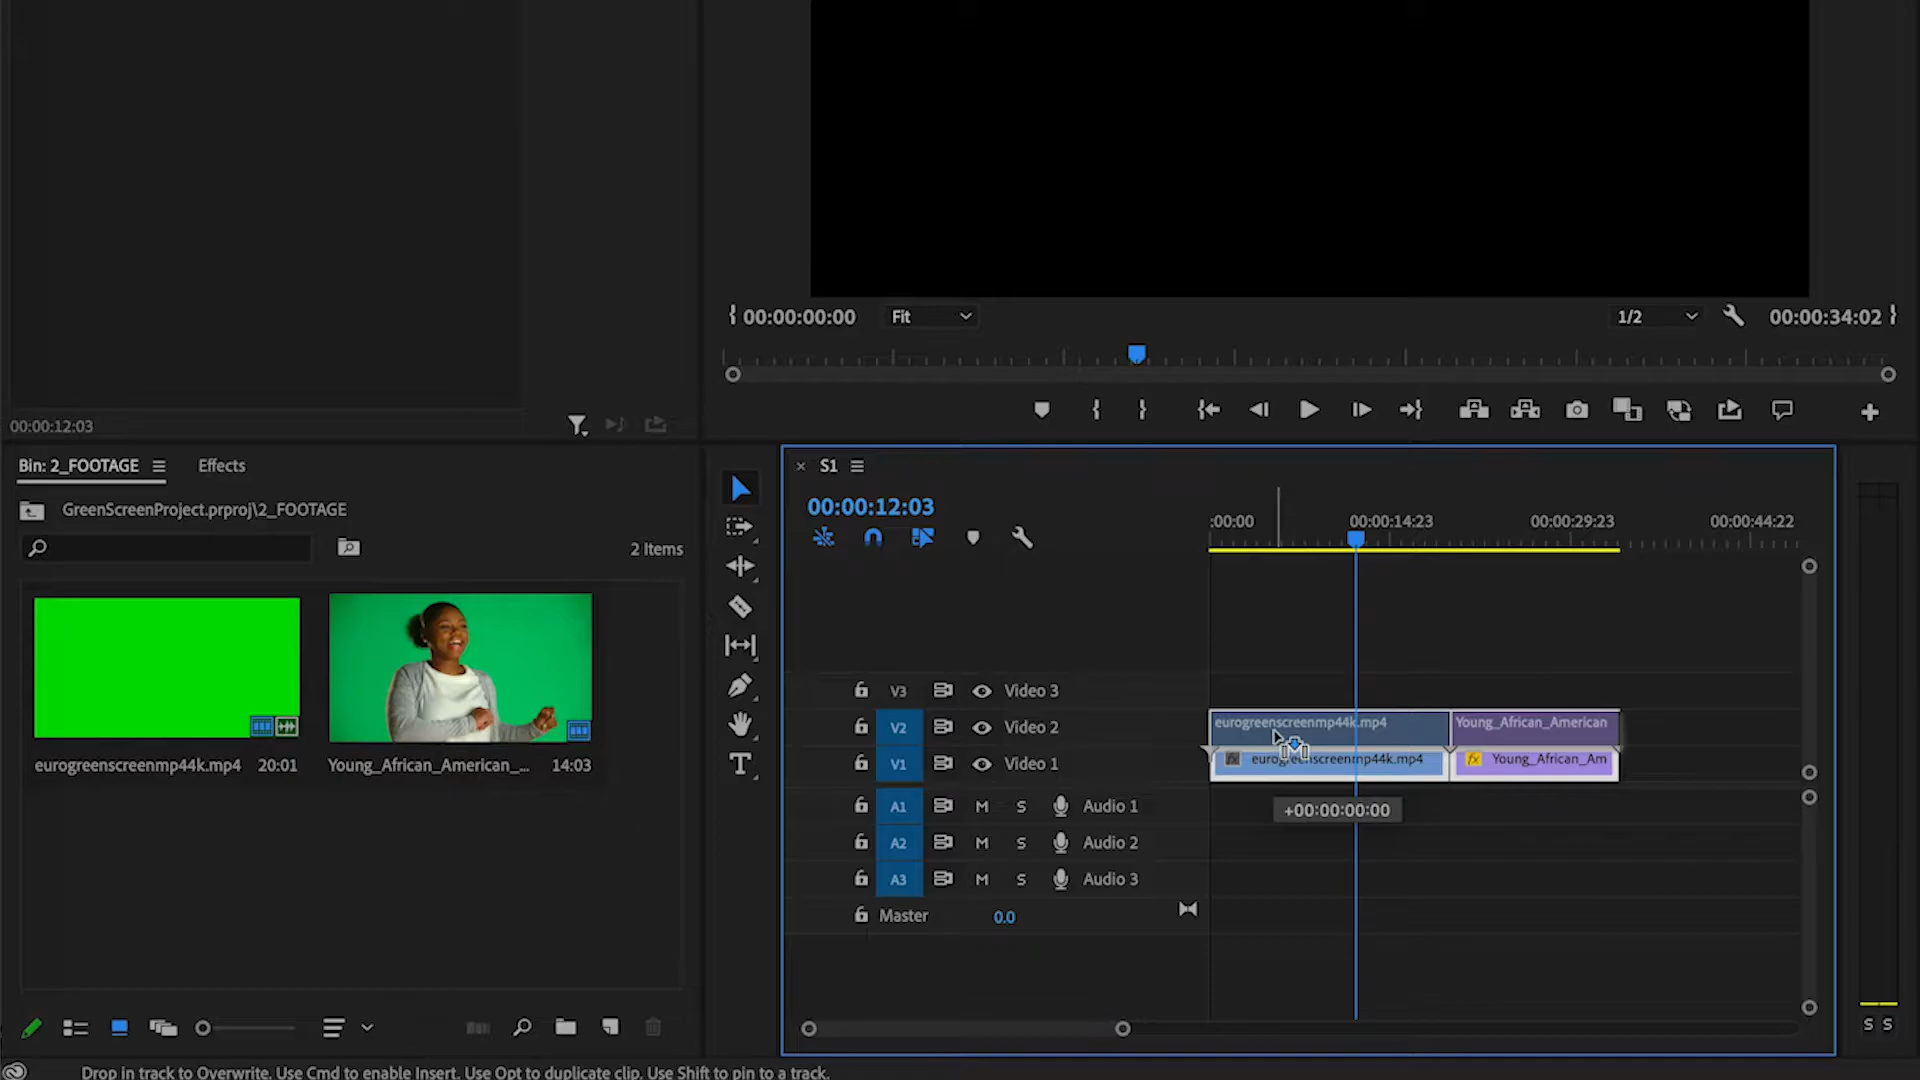 00:00:00:00
Fit
1/2
00:00:34:02
00:00:12:03
Bin: 2_FOOTAGE
Effects
GreenScreenProject.prproj\2_FOOTAGE
2 Items
eurogreenscreenmp44k.mp4
20:01
Young_African_American_...
14:03
S1
00:00:12:03
:00:00
00:00:14:23
00:00:29:23
00:00:44:22
V3
Video 3
V2
Video 2
eurogreenscreenmp44k.mp4
Young_African_American
V1
Video 1
fx
eurogreenscreenmp44k.mp4
fx
Young_African_Am
A1
M
S
Audio 1
+00:00:00:00
A2
M
S
Audio 2
A3
M
S
Audio 3
Master
0.0
S S
Drop in track to Overwrite. Use Cmd to enable Insert. Use Opt to duplicate clip. Use Shift to pin to a track.